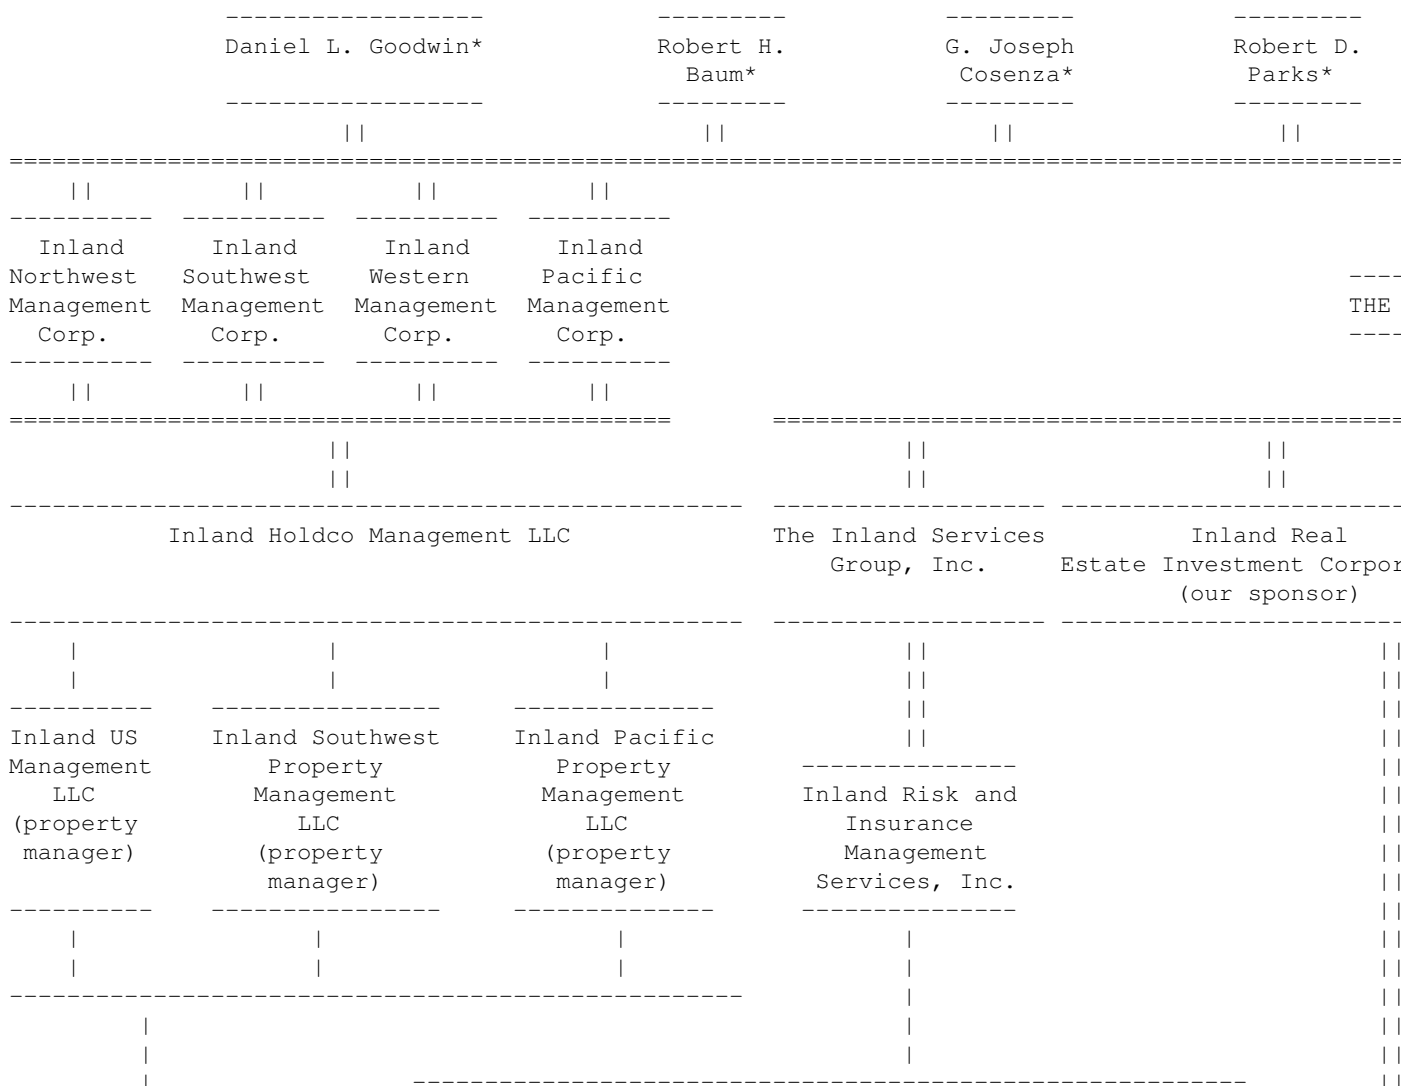 Daniel L. Goodwin* Robert H. G. Joseph Robert D.
Baum* Cosenza* Parks*
Inland Inland Inland Inland
Northwest Southwest Western Pacific
Management Management Management Management THE
Corp. Corp. Corp. Corp.
Inland Holdco Management LLC The Inland Services Inland Real
Group, Inc. Estate Investment Corpor
(our sponsor)
Inland US Inland Southwest Inland Pacific
Management Property Property
LLC Management Management Inland Risk and
(property LLC LLC Insurance
manager) (property (property Management
manager) manager) Services, Inc.